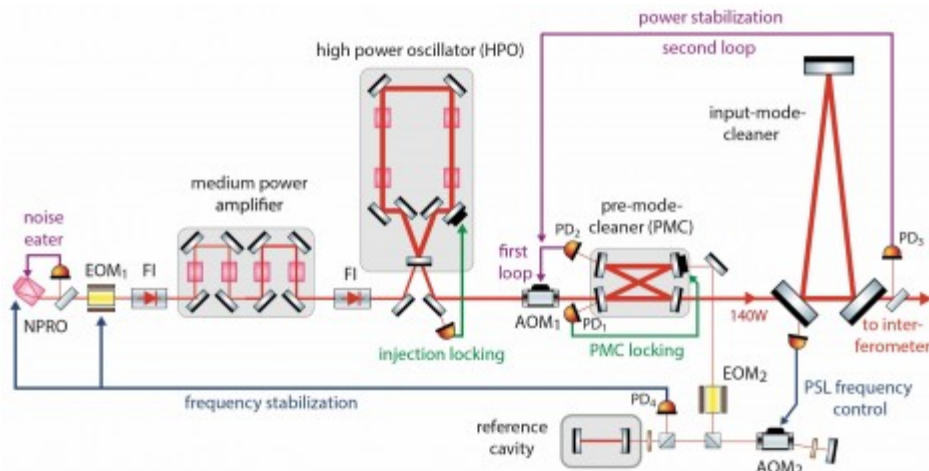 power stabilization
second loop
high power oscillator (HPO)
input-mode-
cleaner
medium power
amplifier
pre-mode-
cleaner (PMC)
noise
eater
EOM1
FI
FI
first
loop
PD2
PD3
NPRO
AOM1
PD1
140W
to inter-
ferometer
injection locking
PMC locking
EOM2
PSL frequency
control
frequency stabilization
PD4
reference
cavity
AOM2